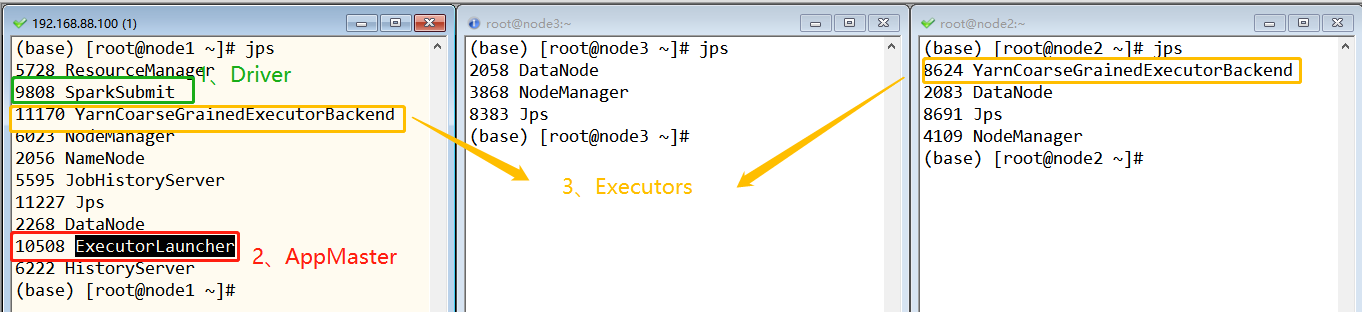 192.168.88.100 (1)
(base) [root@node1 ~]# jps
5728 ResourceManager
1、Driver
9808 SparkSubmit
11170 YarnCoarseGrainedExecutorBackend
6023 NodeManager
2056 NameNode
5595 JobHistoryServer
11227 Jps
2268 DataNode
10508 ExecutorLauncher
2、AppMaster
6222 HistoryServer
(base) [root@node1 ~]#
root@node3:~
(base) [root@node3 ~]# jps
2058 DataNode
3868 NodeManager
8383 Jps
(base) [root@node3 ~]#
3、Executors
root@node2:~
(base) [root@node2 ~]# jps
8624 YarnCoarseGrainedExecutorBackend
2083 DataNode
8691 Jps
4109 NodeManager
(base) [root@node2 ~]#